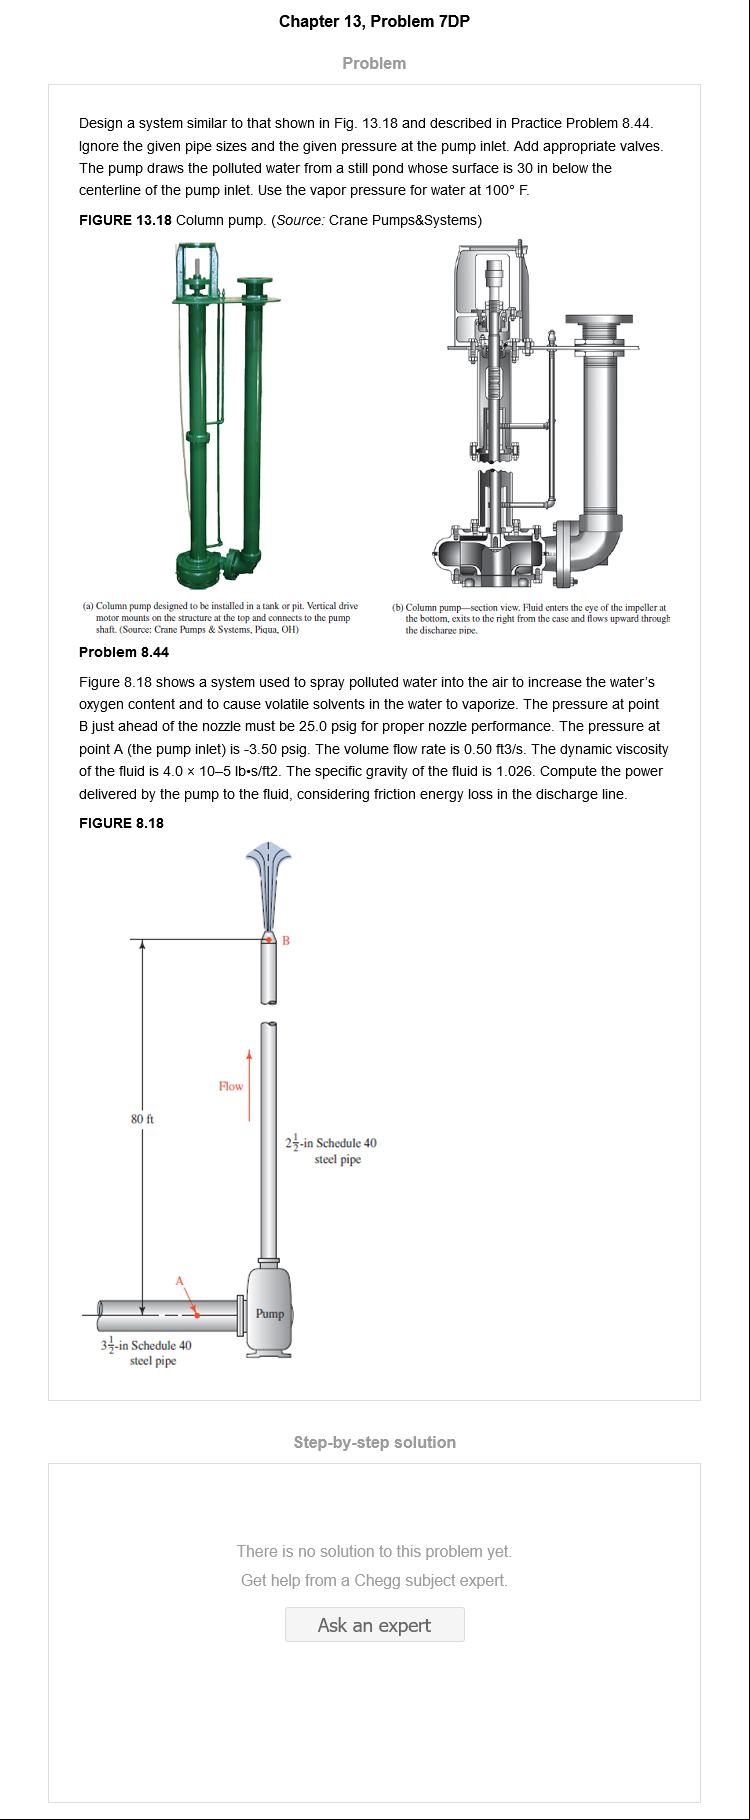 Chapter 13, Problem 7DP
Problem
Design a system similar to that shown in Fig. 13.18 and described in Practice Problem 8.44.
Ignore the given pipe sizes and the given pressure at the pump inlet. Add appropriate valves.
The pump draws the polluted water from a still pond whose surface is 30 in below the
centerline of the pump inlet. Use the vapor pressure for water at 100° F.
FIGURE 13.18 Column pump. (Source: Crane Pumps&Systems)
(a) Column pump designed to be installed in a tank or pit. Vertical drive
motor mounts on the structure at the top and connects to the pump
shaft. (Source: Crane Pumps & Systems, Piqua, OH)
(b) Column pump—section view. Fluid enters the eye of the impeller at
the bottom, exits to the right from the case and flows upward through
the discharge pipe.
Problem 8.44
Figure 8.18 shows a system used to spray polluted water into the air to increase the water's
oxygen content and to cause volatile solvents in the water to vaporize. The pressure at point
B just ahead of the nozzle must be 25.0 psig for proper nozzle performance. The pressure at
point A (the pump inlet) is -3.50 psig. The volume flow rate is 0.50 ft3/s. The dynamic viscosity
of the fluid is 4.0 × 10–5 lb•s/ft2. The specific gravity of the fluid is 1.026. Compute the power
delivered by the pump to the fluid, considering friction energy loss in the discharge line.
FIGURE 8.18
B
Flow
80 ft
2 1/2-in Schedule 40
steel pipe
A
Pump
3 1/2-in Schedule 40
steel pipe
Step-by-step solution
There is no solution to this problem yet.
Get help from a Chegg subject expert.
Ask an expert